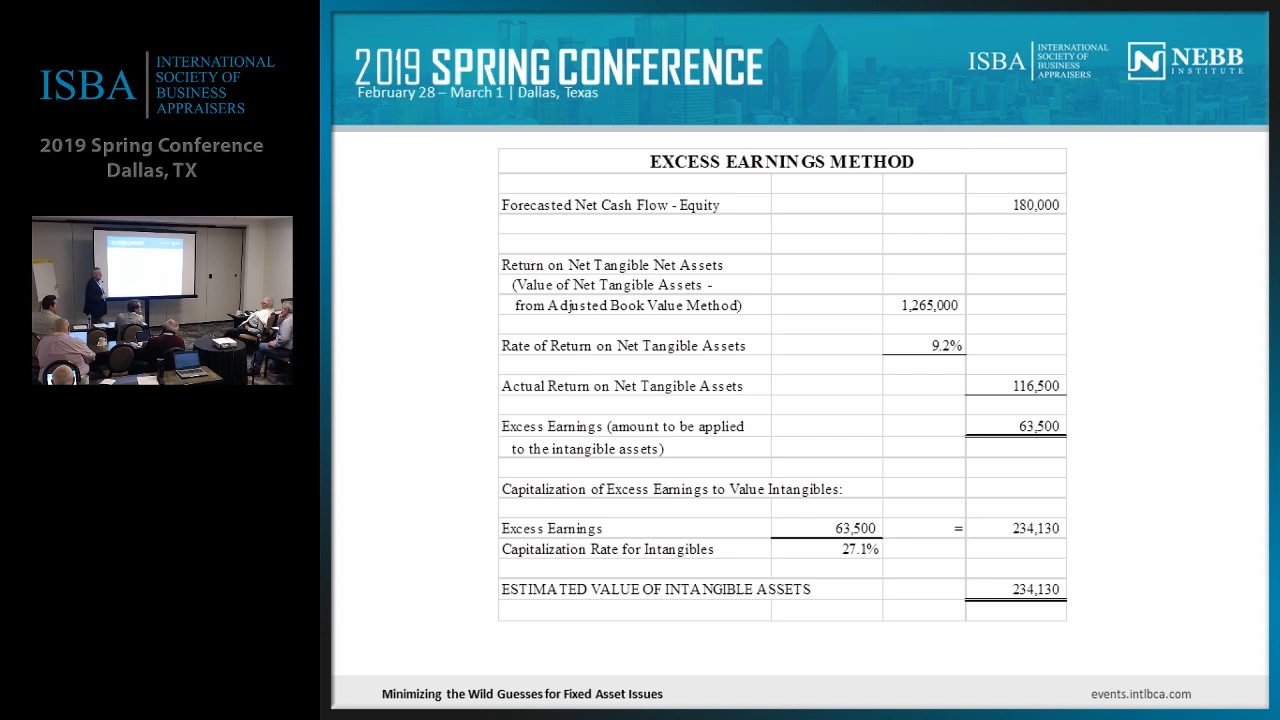 ISBA
INTERNATIONAL
SOCIETY OF
BUSINESS
APPRAISERS
2019 Spring Conference
Dallas, TX
2019 SPRING CONFERENCE
February 28 – March 1 | Dallas, Texas
ISBA
INTERNATIONAL
SOCIETY OF
BUSINESS
APPRAISERS
N NEBB
INSTITUTE
EXCESS EARNINGS METHOD
Forecasted Net Cash Flow - Equity 180,000
Return on Net Tangible Net Assets
(Value of Net Tangible Assets -
from Adjusted Book Value Method) 1,265,000
Rate of Return on Net Tangible Assets 9.2%
Actual Return on Net Tangible Assets 116,500
Excess Earnings (amount to be applied 63,500
to the intangible assets)
Capitalization of Excess Earnings to Value Intangibles:
Excess Earnings 63,500 = 234,130
Capitalization Rate for Intangibles 27.1%
ESTIMATED VALUE OF INTANGIBLE ASSETS 234,130
Minimizing the Wild Guesses for Fixed Asset Issues
events.intlbca.com